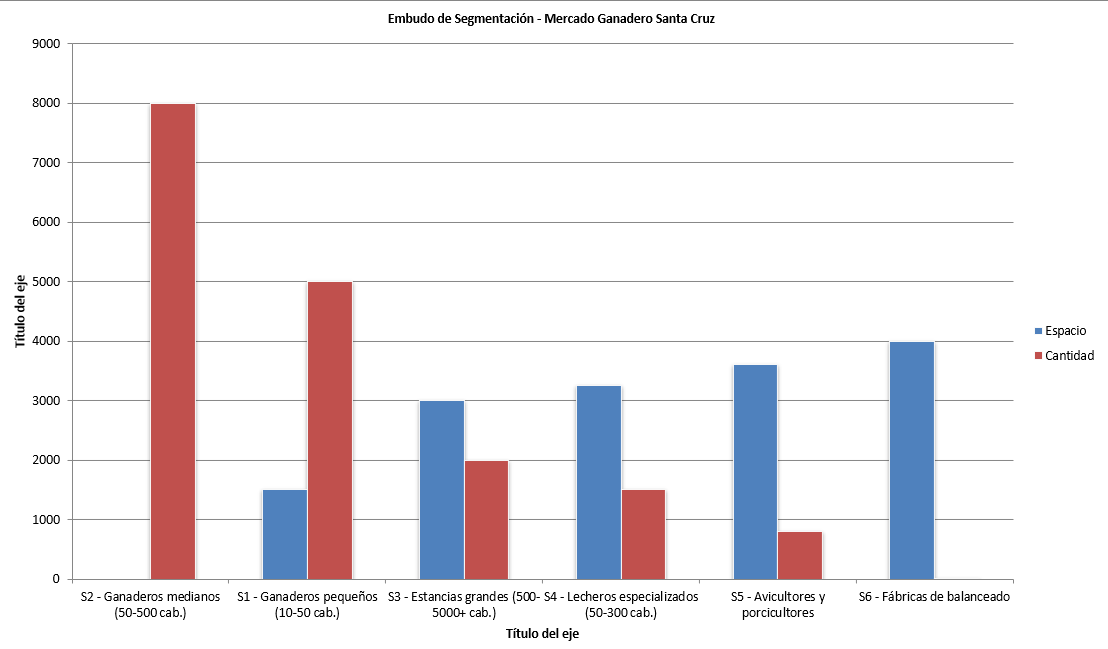 Embudo de Segmentación - Mercado Ganadero Santa Cruz
9000
8000
7000
6000
5000
4000
3000
2000
1000
0
Título del eje
S2 - Ganaderos medianos
(50-500 cab.)
S1 - Ganaderos pequeños
(10-50 cab.)
S3 - Estancias grandes (500-
5000+ cab.)
S4 - Lecheros especializados
(50-300 cab.)
S5 - Avicultores y
porcicultores
S6 - Fábricas de balanceado
Título del eje
Espacio
Cantidad